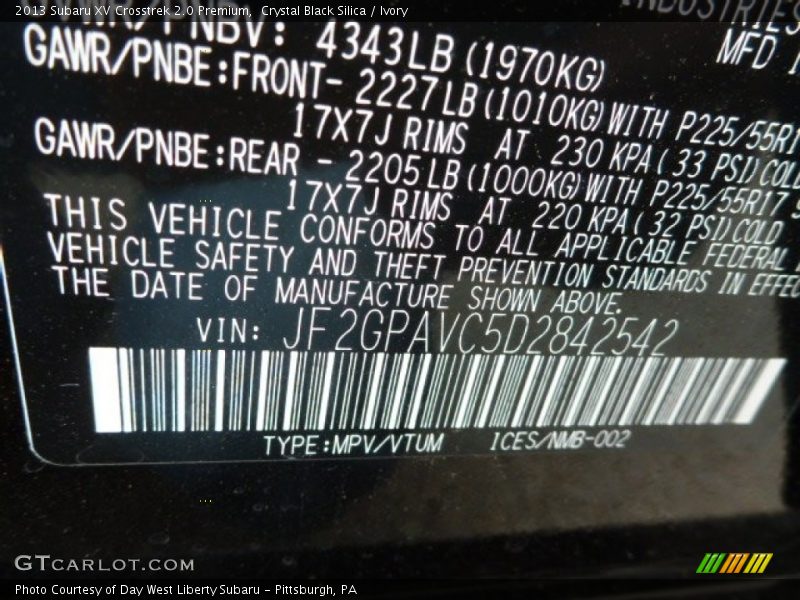 2013 Subaru XV Crosstrek 2.0 Premium, Crystal Black Silica / Ivory
GVWR/PNBV: 4343LB (1970KG)
MFD
GAWR/PNBE:FRONT- 2227LB (1010KG) WITH P225/55R17
17X7J RIMS AT 230 KPA (33 PSI) COLD
GAWR/PNBE:REAR - 2205LB (1000KG) WITH P225/55R17
17X7J RIMS AT 220 KPA (32 PSI) COLD
THIS VEHICLE CONFORMS TO ALL APPLICABLE FEDERAL
VEHICLE SAFETY AND THEFT PREVENTION STANDARDS IN EFFEC
THE DATE OF MANUFACTURE SHOWN ABOVE.
VIN: JF2GPAVC5D2842542
TYPE:MPV/VTUM ICES/NMB-002
GTCARLOT.COM
Photo Courtesy of Day West Liberty Subaru - Pittsburgh, PA